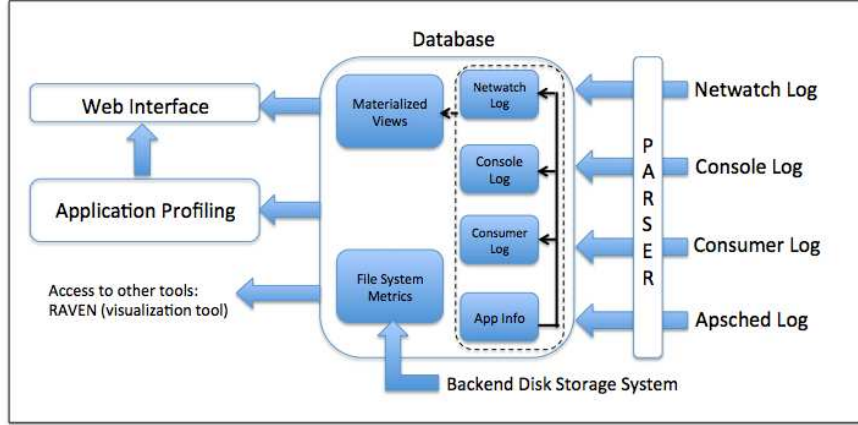 Database
Web Interface
Application Profiling
Access to other tools:
RAVEN (visualization tool)
Materialized
Views
File System
Metrics
Netwatch
Log
Console
Log
Consumer
Log
App Info
Backend Disk Storage System
PARSER
Netwatch Log
Console Log
Consumer Log
Apsched Log